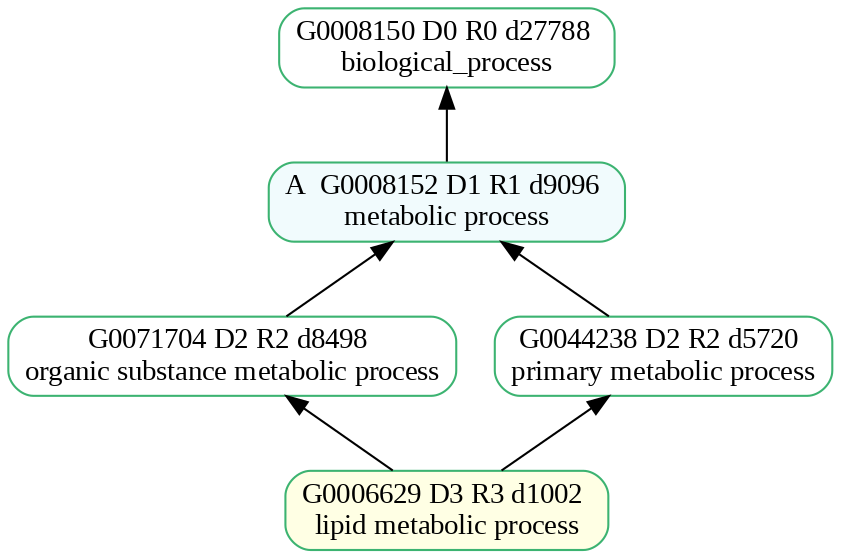 G0008150 D0 R0 d27788
biological_process
A  G0008152 D1 R1 d9096
metabolic process
G0071704 D2 R2 d8498
organic substance metabolic process
G0044238 D2 R2 d5720
primary metabolic process
G0006629 D3 R3 d1002
lipid metabolic process